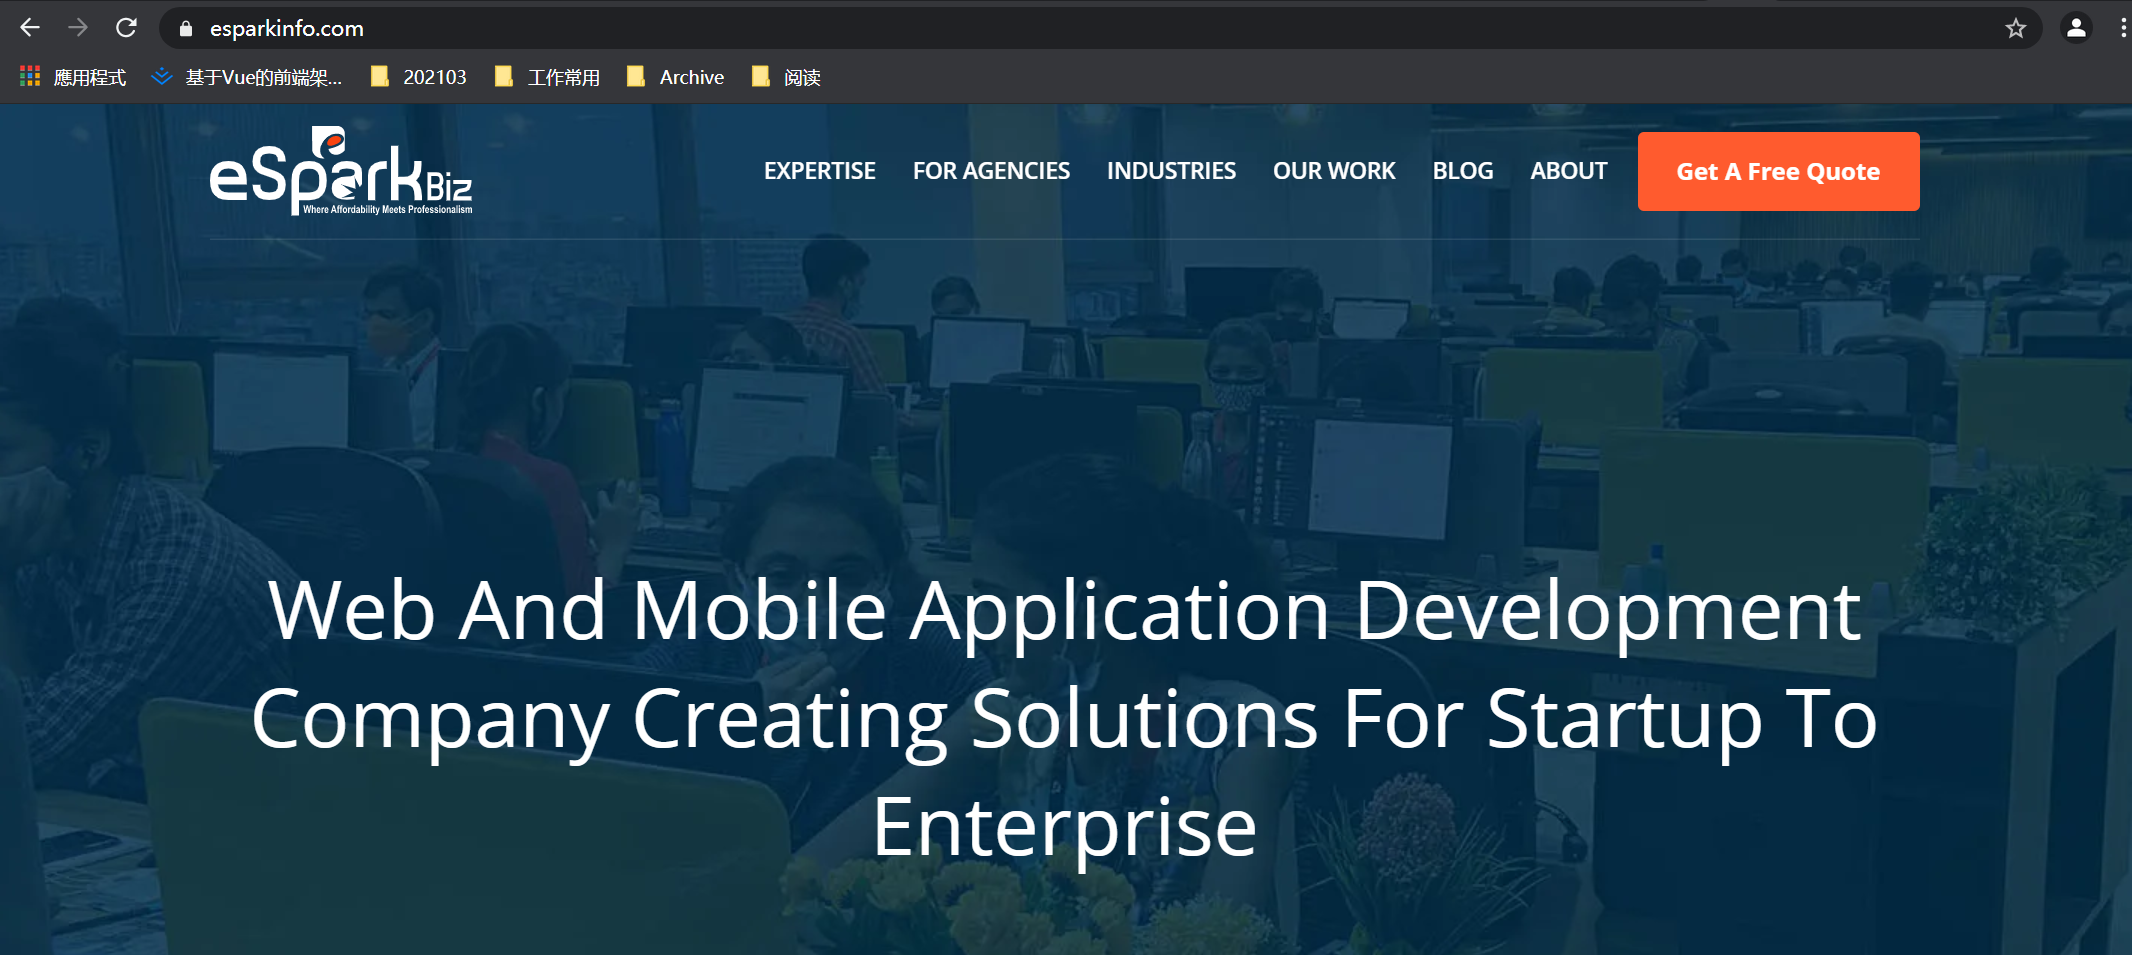 esparkinfo.com
應用程式 基于Vue的前端架... 202103 工作常用 Archive 阅读
eSparkBiz
Where Affordability Meets Professionalism
EXPERTISE FOR AGENCIES INDUSTRIES OUR WORK BLOG ABOUT Get A Free Quote
Web And Mobile Application Development
Company Creating Solutions For Startup To
Enterprise